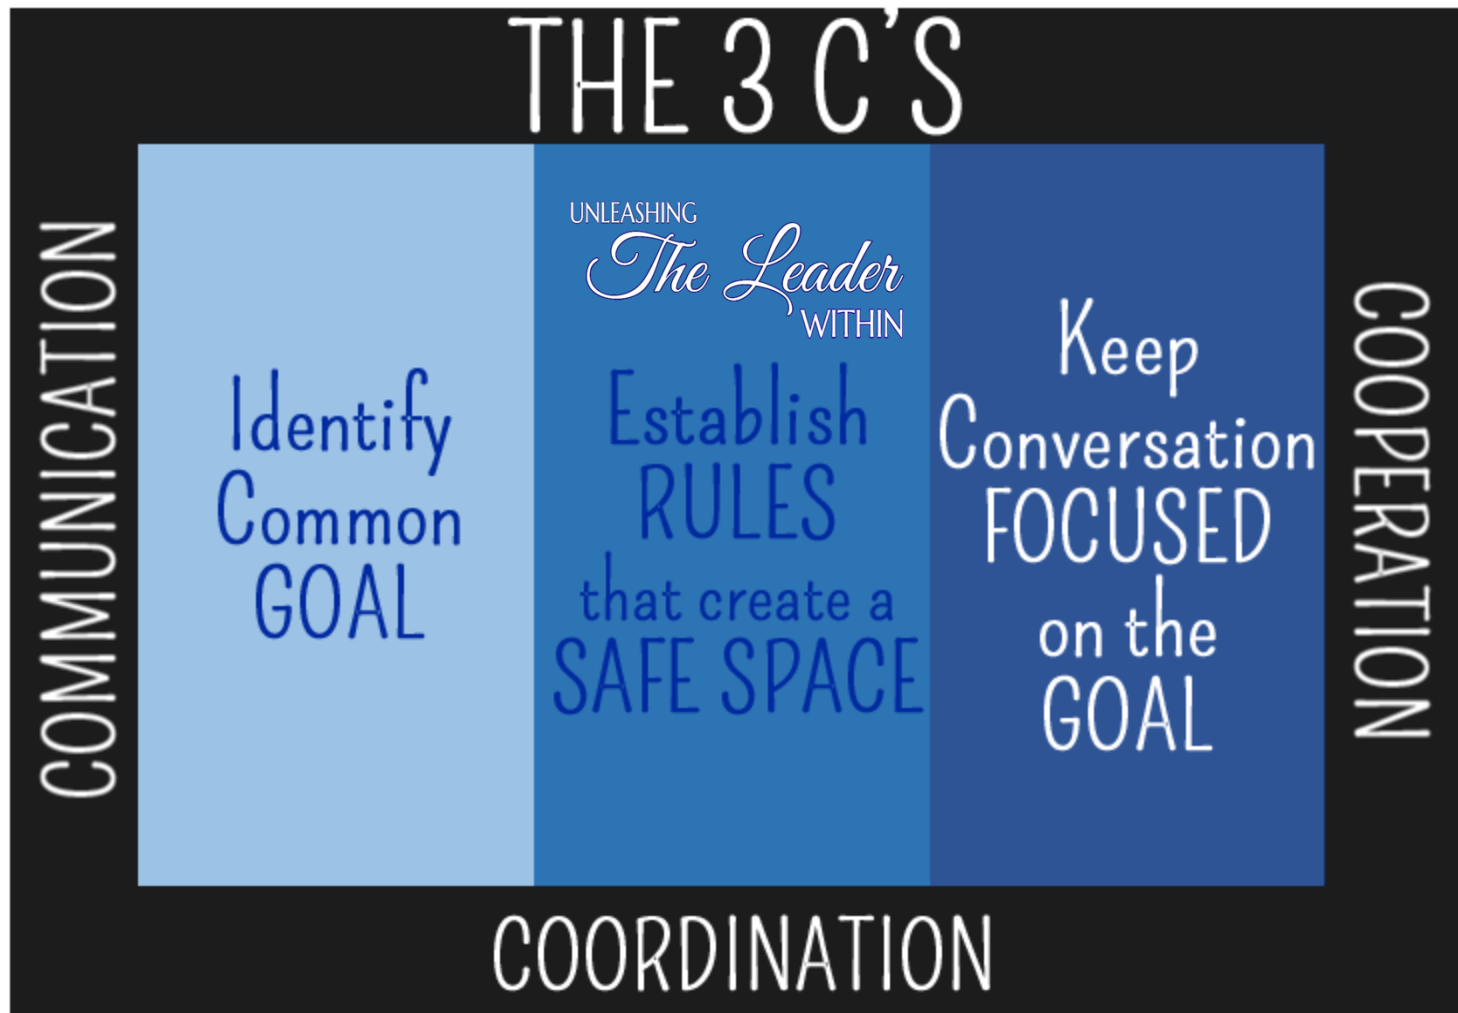 THE 3 C'S
COMMUNICATION
Identify
Common
GOAL
UNLEASHING
The Leader
WITHIN
Establish
RULES
that create a
SAFE SPACE
Keep
Conversation
FOCUSED
on the
GOAL
COOPERATION
COORDINATION